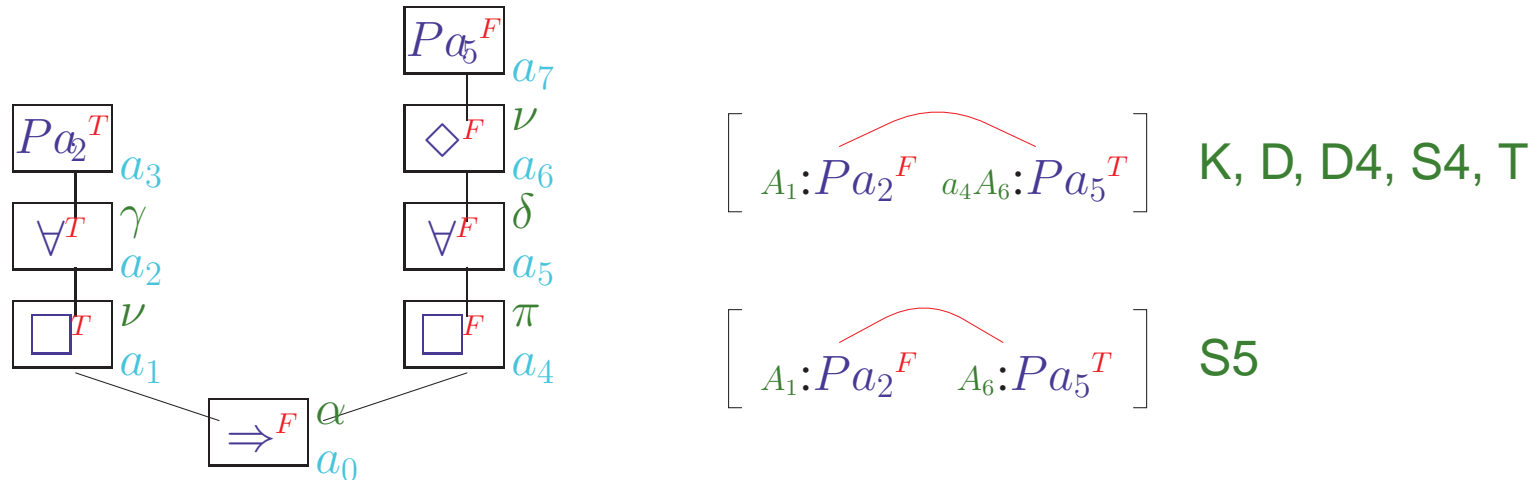 Pa₅^F
a₇
◇^F ν
a₆
Pa₂^T
a₃
∀^T γ
a₂
∀^F δ
a₅
□^T ν
a₁
□^F π
a₄
⇒^F α
a₀
[ A₁:Pa₂^F a₄A₆:Pa₅^T ] K, D, D4, S4, T
[ A₁:Pa₂^F A₆:Pa₅^T ] S5